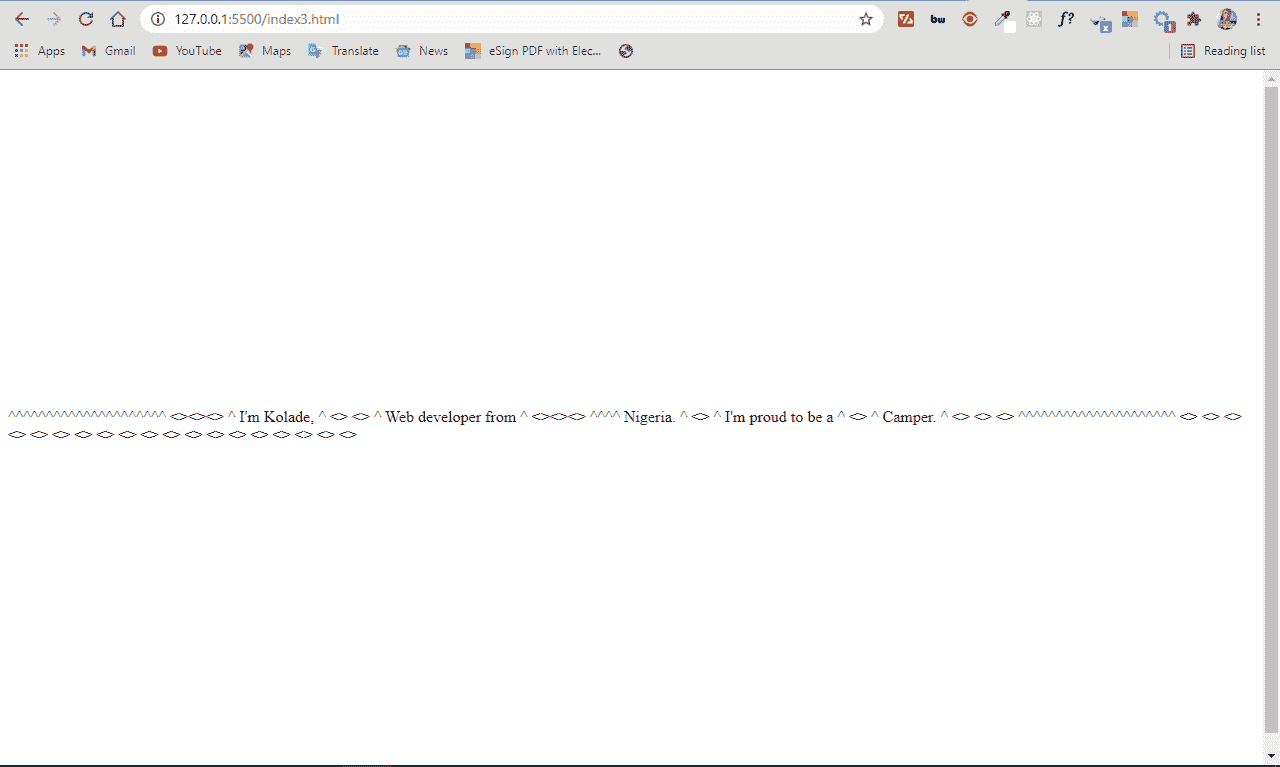 127.0.0.1:5500/index3.html
bw
f?
x
Apps Gmail YouTube Maps Translate News eSign PDF with Elec... Reading list
^^^^^^^^^^^^^^^^^^^^^ <><><> ^ I'm Kolade, ^ <> <> ^ Web developer from ^ <><><> ^^^^ Nigeria. ^ <> ^ I'm proud to be a ^ <> ^ Camper. ^ <> <> <> ^^^^^^^^^^^^^^^^^^^^^ <> <> <>
<> <> <> <> <> <> <> <> <> <> <> <> <> <> <> <>